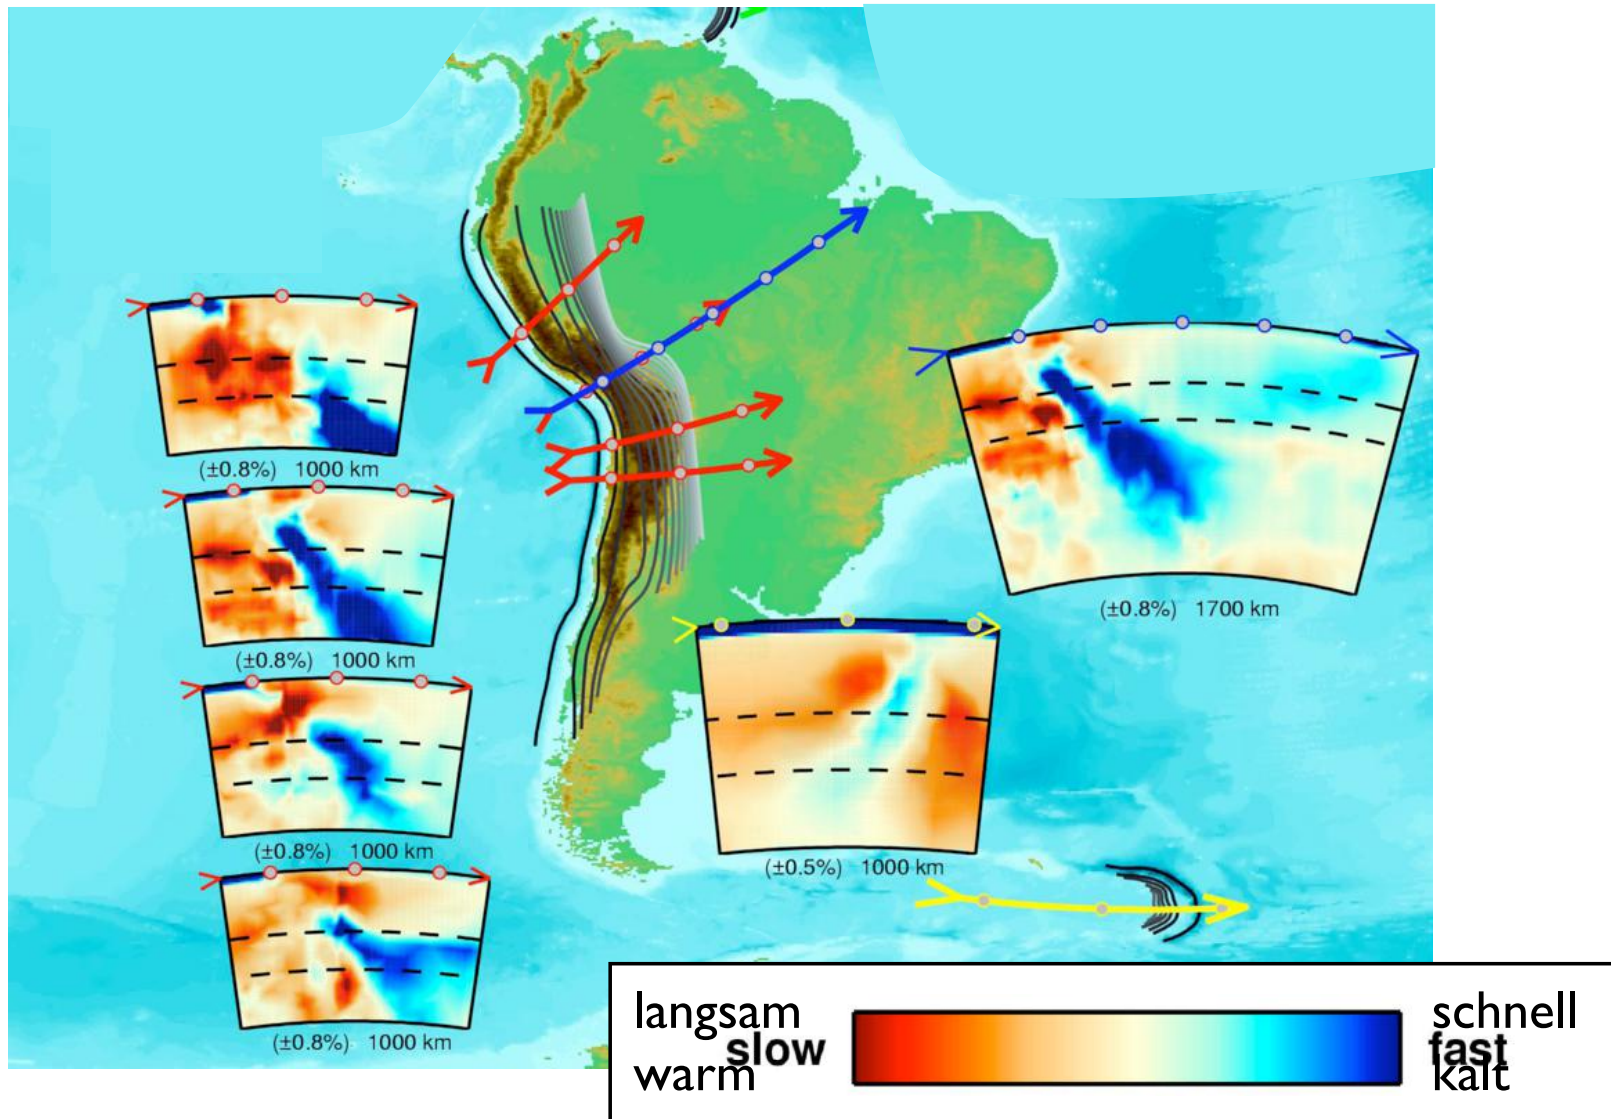 (±0.8%) 1000 km
(±0.8%) 1000 km
(±0.8%) 1000 km
(±0.8%) 1000 km
(±0.8%) 1700 km
(±0.5%) 1000 km
langsam
slow
warm
schnell
fast
kalt